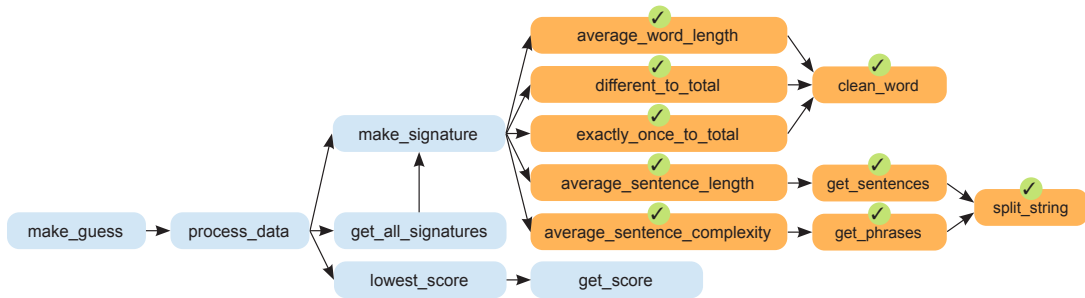 average_word_length
different_to_total
clean_word
make_signature
exactly_once_to_total
average_sentence_length
get_sentences
split_string
make_guess
process_data
get_all_signatures
average_sentence_complexity
get_phrases
lowest_score
get_score